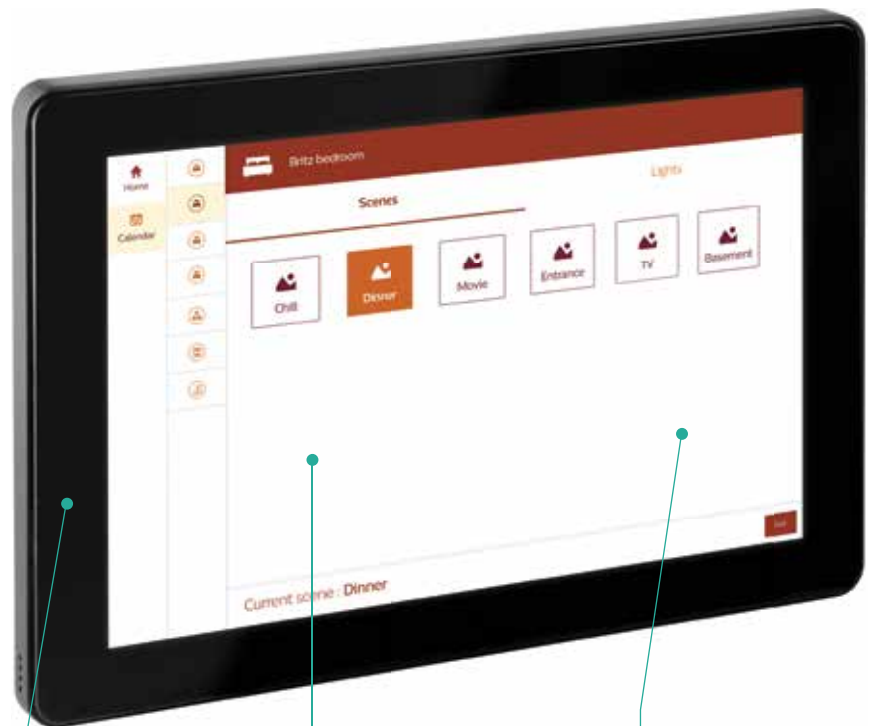 Home
Calendar
Britz bedroom
Scenes
Lights
Chill
Dinner
Movie
Entrance
TV
Basement
Current scene : Dinner